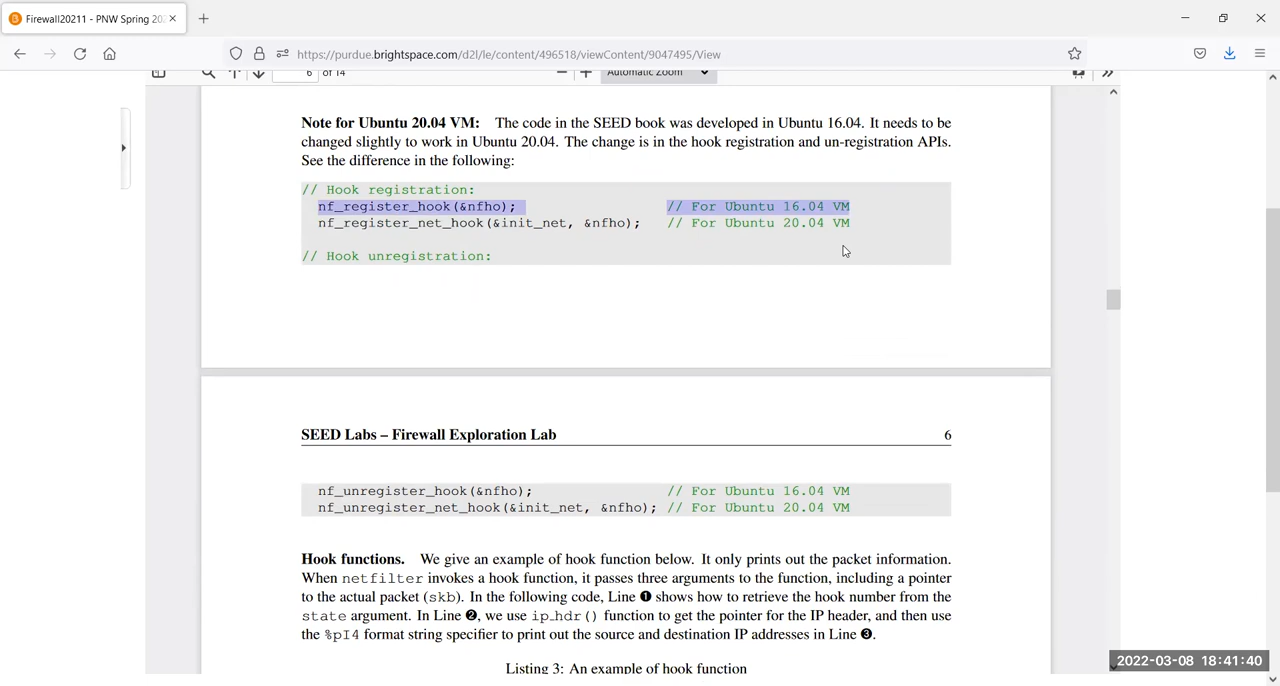 Firewall20211 - PNW Spring 202
https://purdue.brightspace.com/d2l/le/content/496518/viewContent/9047495/View
6 of 14 Automatic Zoom
Note for Ubuntu 20.04 VM: The code in the SEED book was developed in Ubuntu 16.04. It needs to be
changed slightly to work in Ubuntu 20.04. The change is in the hook registration and un-registration APIs.
See the difference in the following:
// Hook registration:
nf_register_hook(&nfho); // For Ubuntu 16.04 VM
nf_register_net_hook(&init_net, &nfho); // For Ubuntu 20.04 VM
// Hook unregistration:
SEED Labs – Firewall Exploration Lab 6
nf_unregister_hook(&nfho); // For Ubuntu 16.04 VM
nf_unregister_net_hook(&init_net, &nfho); // For Ubuntu 20.04 VM
Hook functions. We give an example of hook function below. It only prints out the packet information.
When netfilter invokes a hook function, it passes three arguments to the function, including a pointer
to the actual packet (skb). In the following code, Line ❶ shows how to retrieve the hook number from the
state argument. In Line ❷, we use ip_hdr() function to get the pointer for the IP header, and then use
the %pI4 format string specifier to print out the source and destination IP addresses in Line ❸.
Listing 3: An example of hook function
2022-03-08 18:41:40